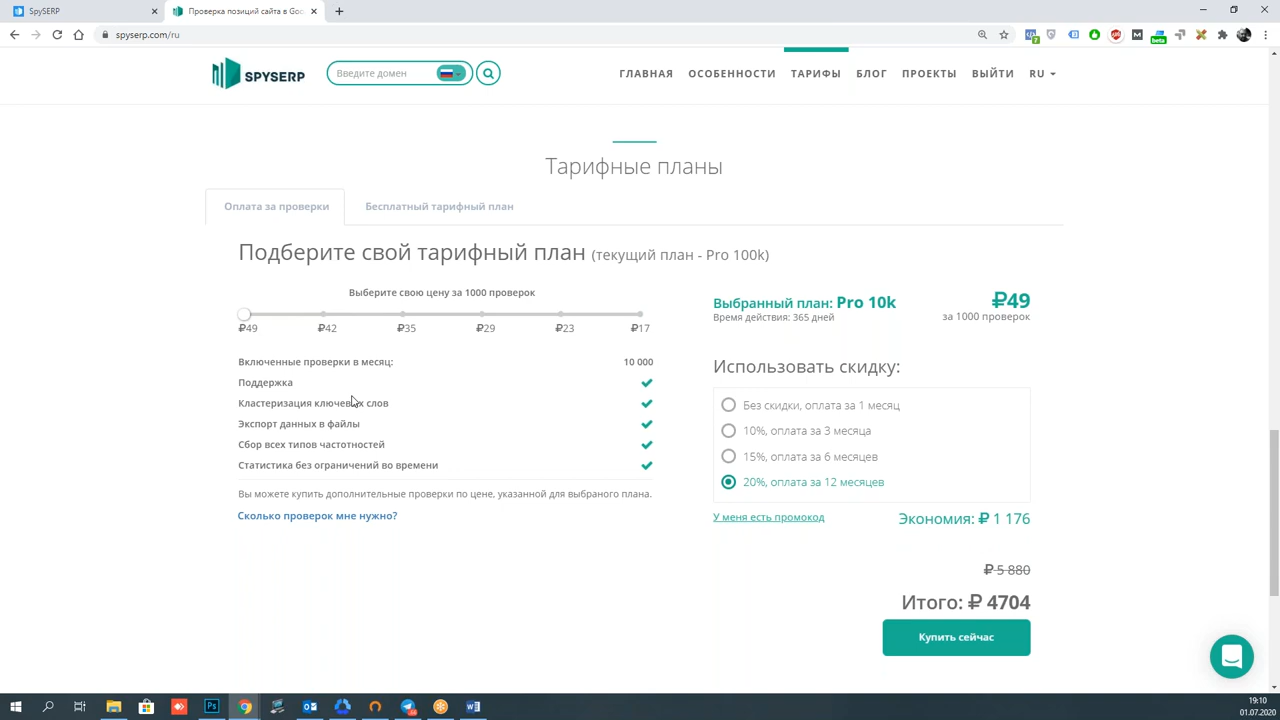 SpySERP
Проверка позиций сайта в Goo
spyserp.com/ru
7
beta
SPYSERP
Введите домен
ГЛАВНАЯ ОСОБЕННОСТИ ТАРИФЫ БЛОГ ПРОЕКТЫ ВЫЙТИ RU
Тарифные планы
Оплата за проверки
Бесплатный тарифный план
Подберите свой тарифный план (текущий план - Pro 100k)
Выберите свою цену за 1000 проверок
₽49 ₽42 ₽35 ₽29 ₽23 ₽17
Включенные проверки в месяц: 10 000
Поддержка
Кластеризация ключевых слов
Экспорт данных в файлы
Сбор всех типов частотностей
Статистика без ограничений во времени
Вы можете купить дополнительные проверки по цене, указанной для выбраного плана.
Сколько проверок мне нужно?
Выбранный план: Pro 10k
Время действия: 365 дней
₽49
за 1000 проверок
Использовать скидку:
Без скидки, оплата за 1 месяц
10%, оплата за 3 месяца
15%, оплата за 6 месяцев
20%, оплата за 12 месяцев
У меня есть промокод
Экономия: ₽ 1 176
₽ 5 880
Итого: ₽ 4704
Купить сейчас
19:10
01.07.2020